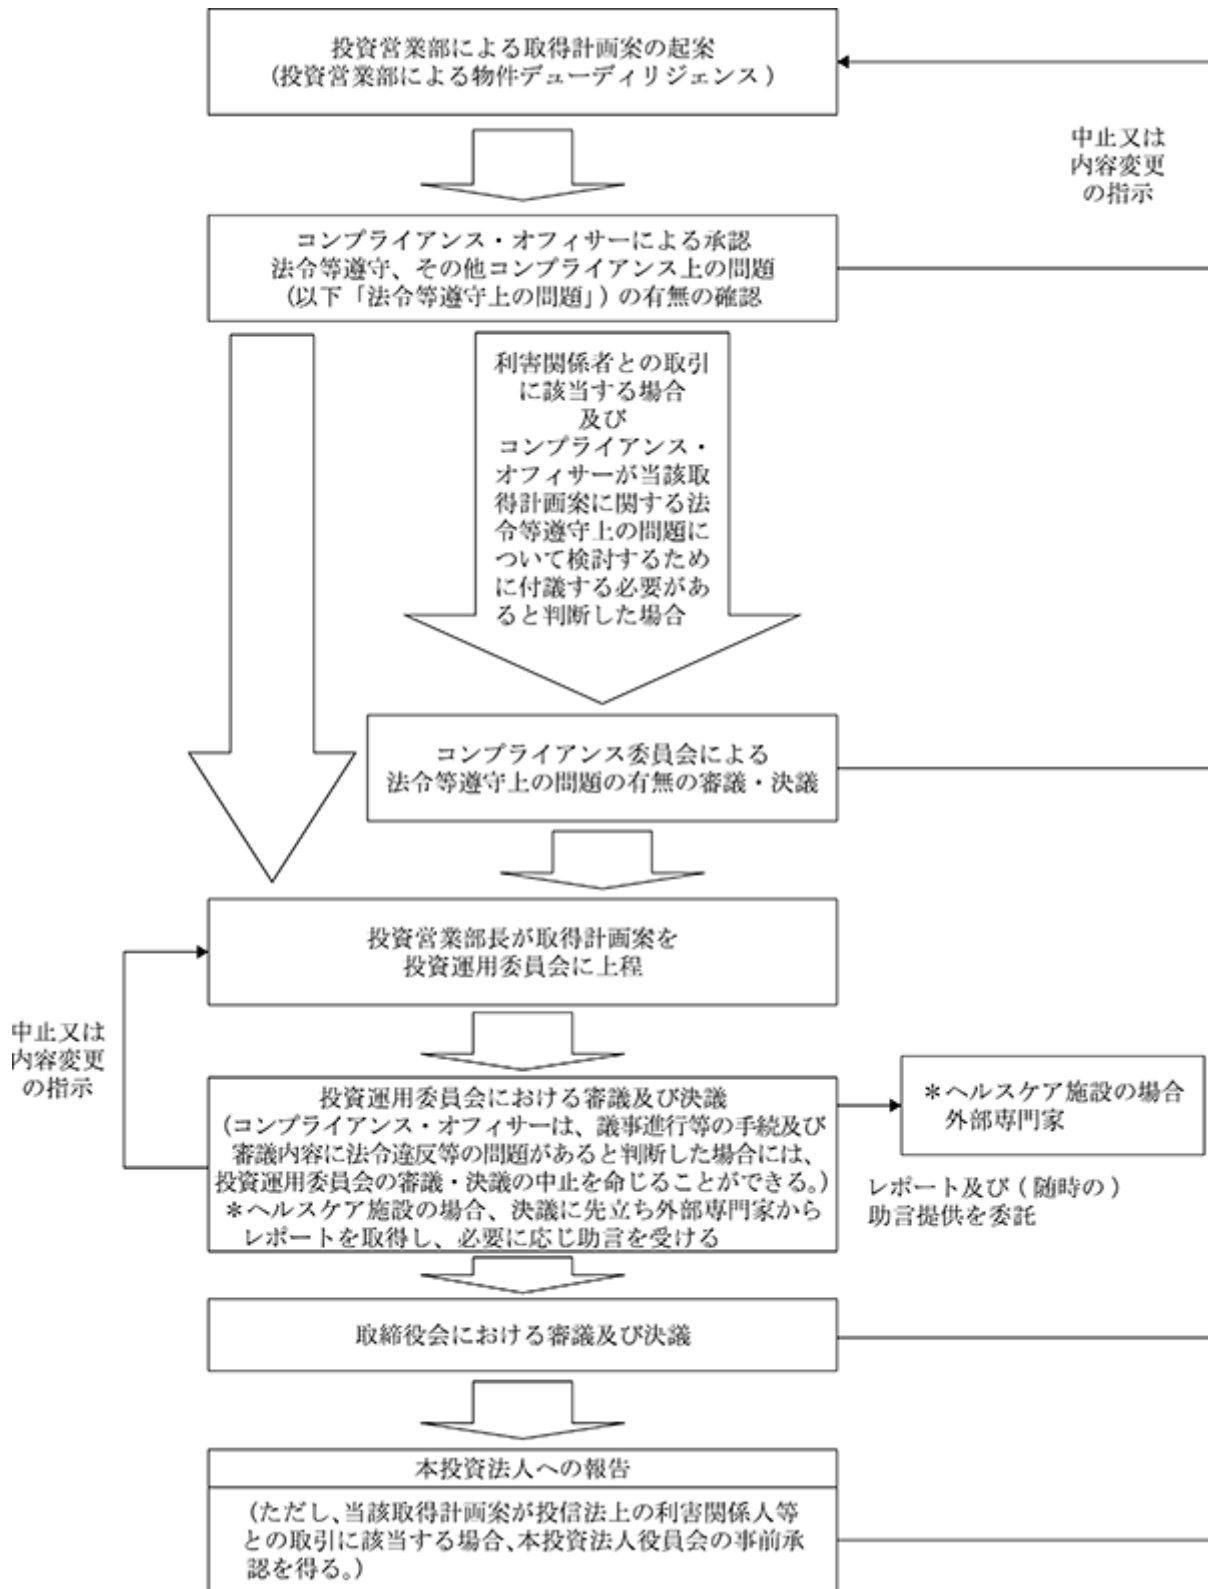 投資営業部による取得計画案の起案
(投資営業部による物件デューディリジェンス)
中止又は
内容変更
の指示
コンプライアンス・オフィサーによる承認
法令等遵守、その他コンプライアンス上の問題
(以下「法令等遵守上の問題」)の有無の確認
利害関係者との取引
に該当する場合
及び
コンプライアンス・
オフィサーが当該取
得計画案に関する法
令等遵守上の問題に
ついて検討するため
に付議する必要があ
ると判断した場合
コンプライアンス委員会による
法令等遵守上の問題の有無の審議・決議
投資営業部長が取得計画案を
投資運用委員会に上程
中止又は
内容変更
の指示
投資運用委員会における審議及び決議
(コンプライアンス・オフィサーは、議事進行等の手続及び
審議内容に法令違反等の問題があると判断した場合には、
投資運用委員会の審議・決議の中止を命じることができる。)
＊ヘルスケア施設の場合、決議に先立ち外部専門家から
レポートを取得し、必要に応じ助言を受ける
＊ヘルスケア施設の場合
外部専門家
レポート及び(随時の)
助言提供を委託
取締役会における審議及び決議
本投資法人への報告
(ただし、当該取得計画案が投信法上の利害関係人等
との取引に該当する場合、本投資法人役員会の事前承
認を得る。)